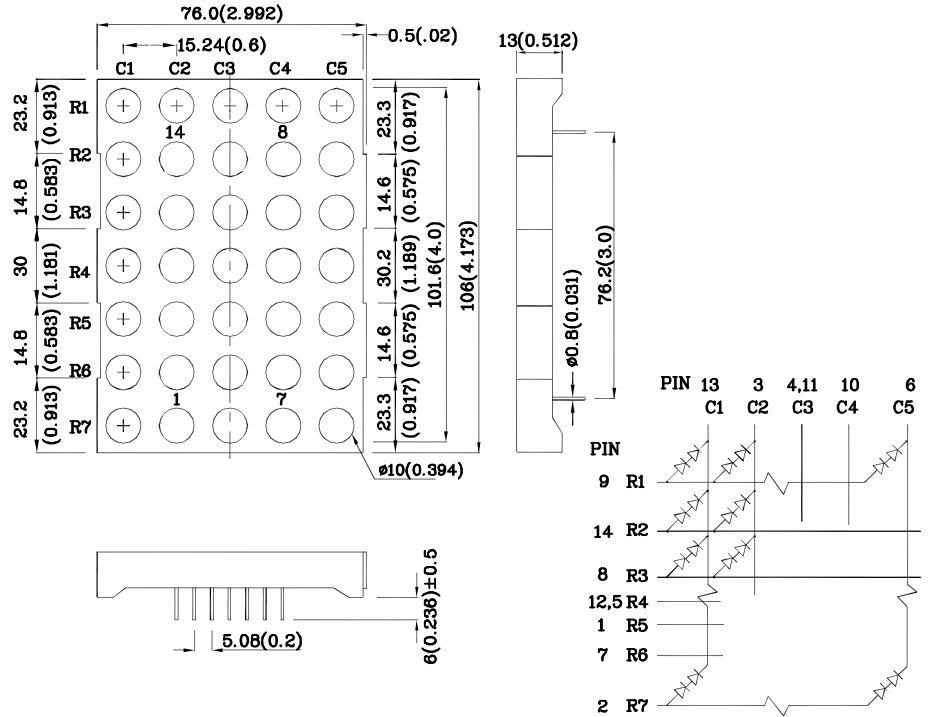 76.0(2.992)
0.5(.02)
15.24(0.6)
C1 C2 C3 C4 C5
R1
14 8
R2
R3
R4
R5
R6
1 7
R7
23.2
(0.913)
14.8
(0.583)
30
(1.181)
14.8
(0.583)
23.2
(0.913)
23.3
(0.917)
14.6
(0.575)
30.2
(1.189)
14.6
(0.575)
23.3
(0.917)
101.6(4.0)
106(4.173)
ø10(0.394)
13(0.512)
76.2(3.0)
ø0.8(0.031)
5.08(0.2)
6(0.236)±0.5
PIN 13 3 4,11 10 6
C1 C2 C3 C4 C5
PIN
9 R1
14 R2
8 R3
12,5 R4
1 R5
7 R6
2 R7